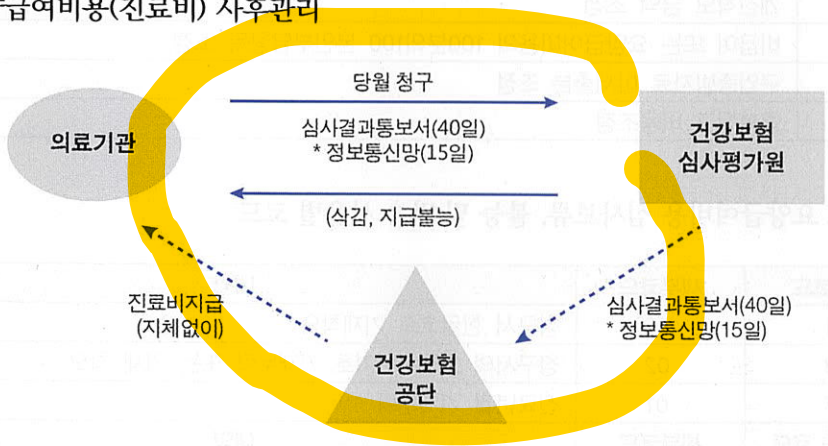 급여비용(진료비) 사후관리
당월 청구
의료기관
심사결과통보서(40일)
* 정보통신망(15일)
건강보험
심사평가원
(삭감, 지급불능)
진료비지급
(지체없이)
심사결과통보서(40일)
* 정보통신망(15일)
건강보험
공단